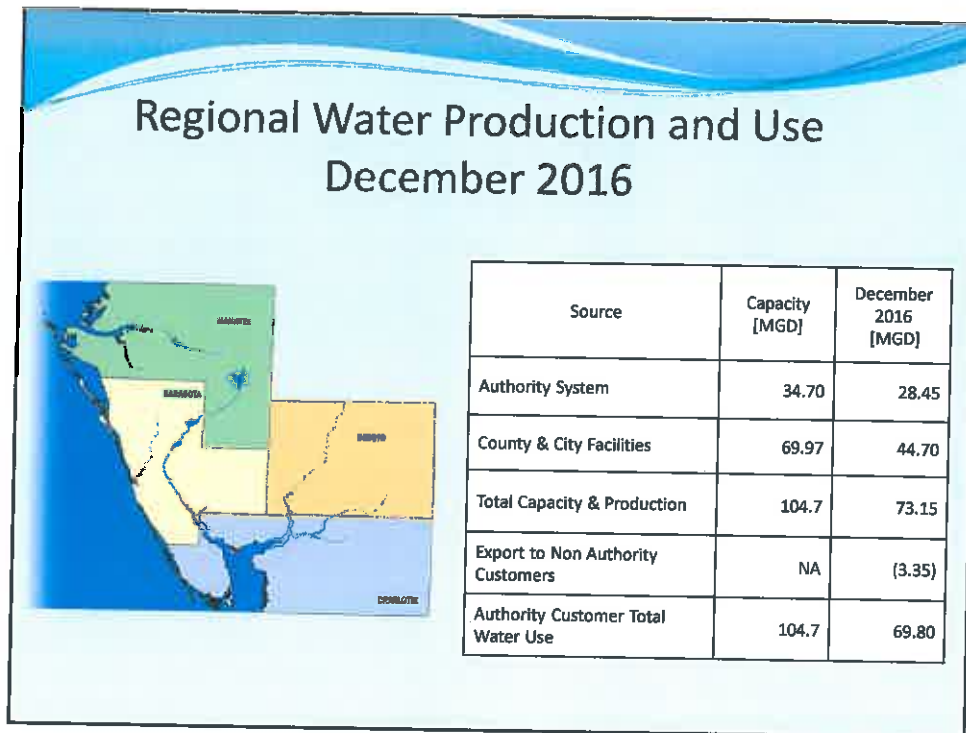 Regional Water Production and Use
December 2016
MANATEE
SARASOTA
DESOTO
CHARLOTTE
Source
Capacity
[MGD]
December
2016
[MGD]
Authority System
34.70
28.45
County & City Facilities
69.97
44.70
Total Capacity & Production
104.7
73.15
Export to Non Authority
Customers
NA
(3.35)
Authority Customer Total
Water Use
104.7
69.80